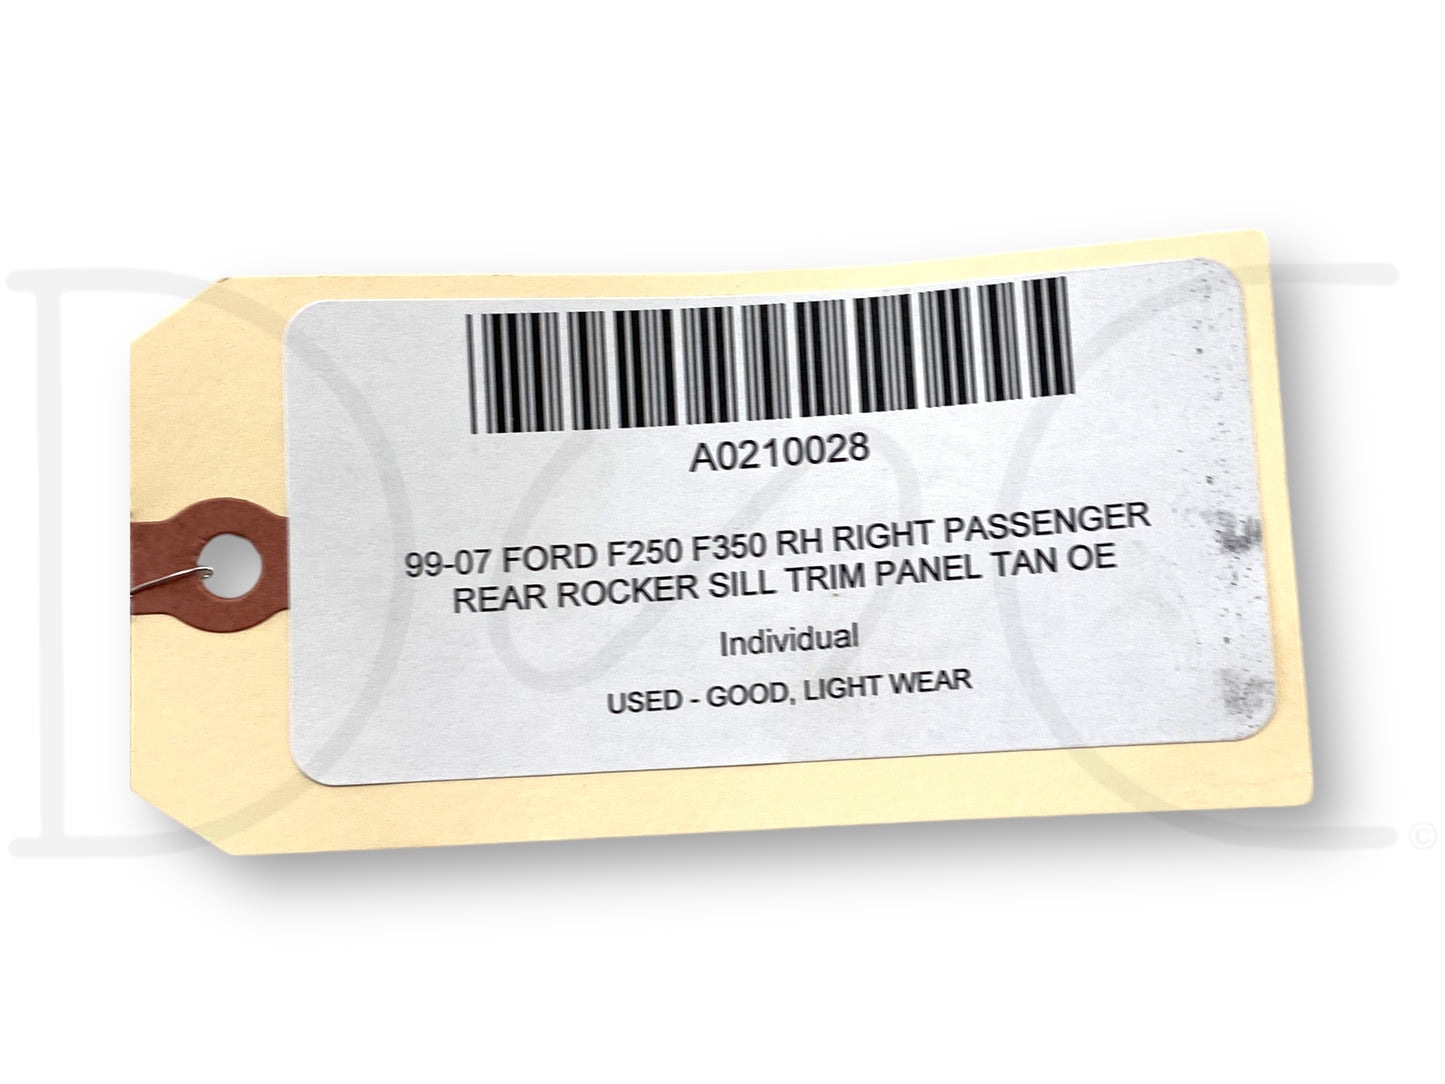 A0210028
99-07 FORD F250 F350 RH RIGHT PASSENGER
REAR ROCKER SILL TRIM PANEL TAN OE
Individual
USED - GOOD, LIGHT WEAR
©